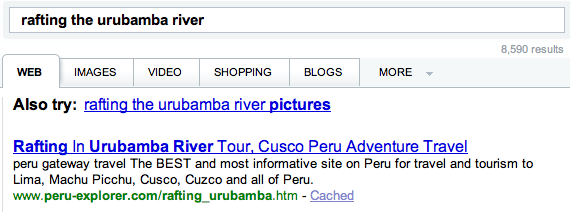 rafting the urubamba river
8,590 results
WEB IMAGES VIDEO SHOPPING BLOGS MORE
Also try: rafting the urubamba river pictures
Rafting In Urubamba River Tour, Cusco Peru Adventure Travel
peru gateway travel The BEST and most informative site on Peru for travel and tourism to
Lima, Machu Picchu, Cusco, Cuzco and all of Peru.
www.peru-explorer.com/rafting_urubamba.htm - Cached